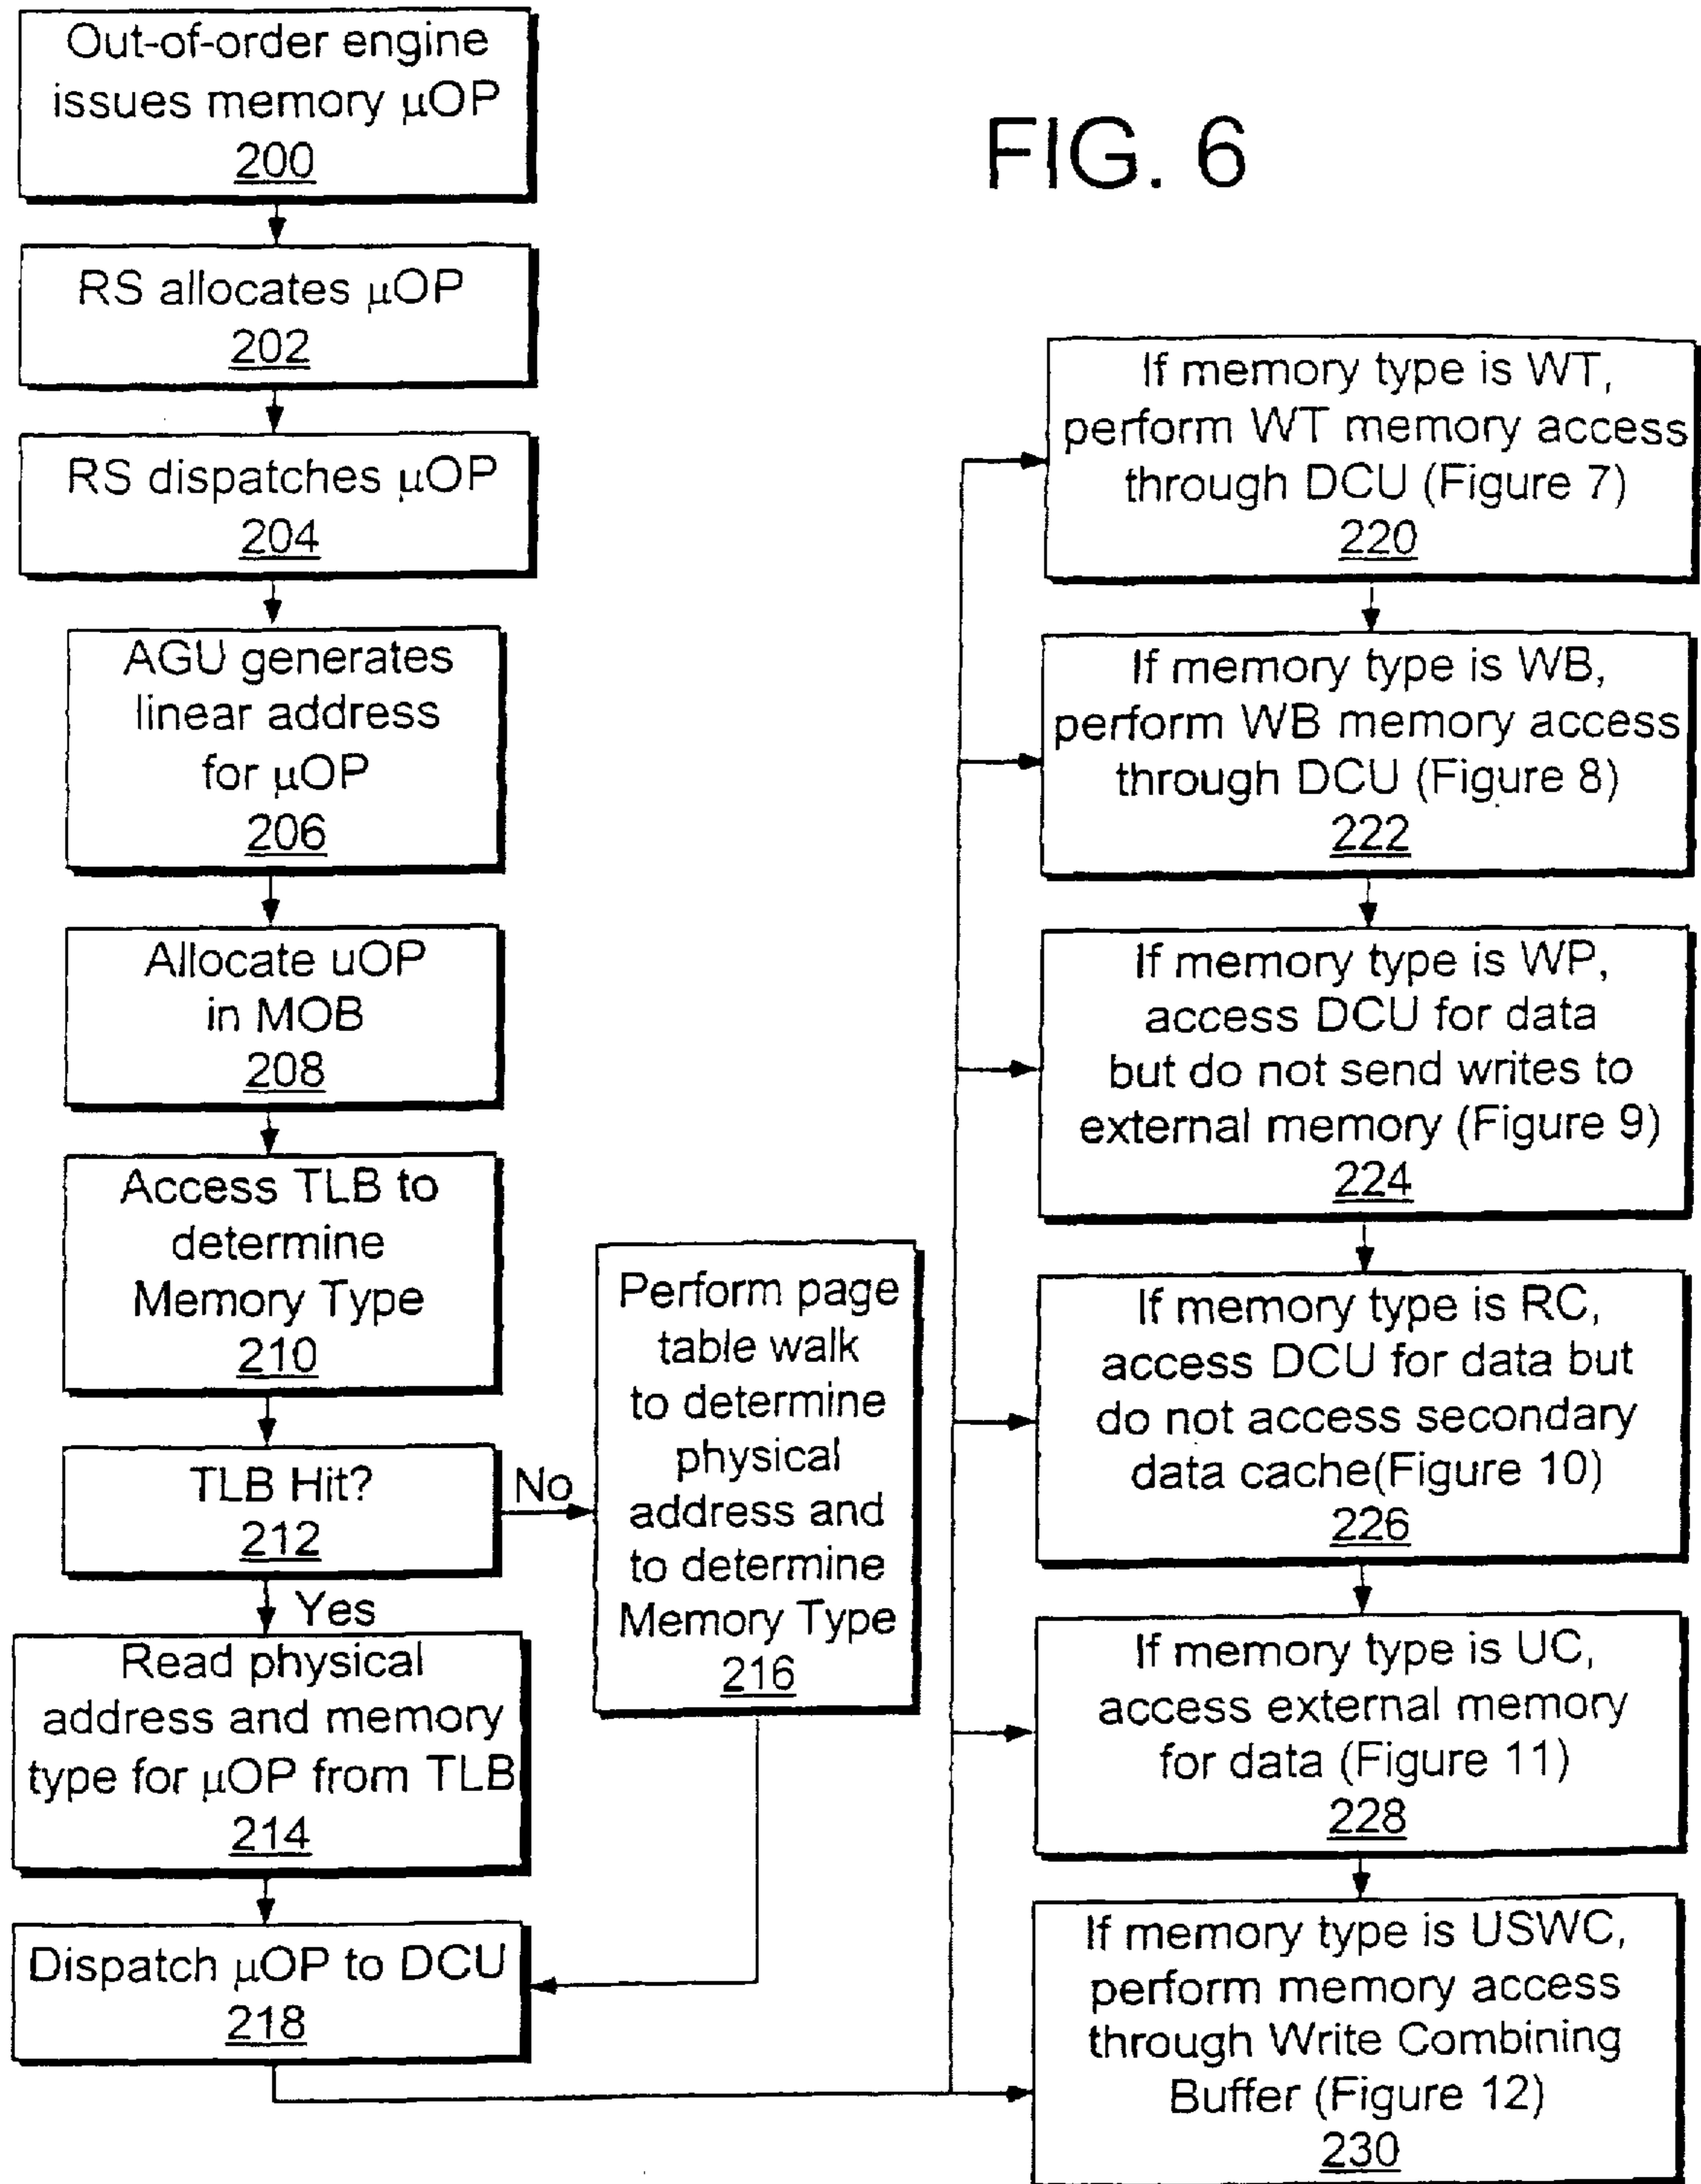 FIG. 6
Out-of-order engine
issues memory μOP
200
RS allocates μOP
202
RS dispatches μOP
204
AGU generates
linear address
for μOP
206
Allocate uOP
in MOB
208
Access TLB to
determine
Memory Type
210
TLB Hit?
212
No
Yes
Read physical
address and memory
type for μOP from TLB
214
Perform page
table walk
to determine
physical
address and
to determine
Memory Type
216
Dispatch μOP to DCU
218
If memory type is WT,
perform WT memory access
through DCU (Figure 7)
220
If memory type is WB,
perform WB memory access
through DCU (Figure 8)
222
If memory type is WP,
access DCU for data
but do not send writes to
external memory (Figure 9)
224
If memory type is RC,
access DCU for data but
do not access secondary
data cache(Figure 10)
226
If memory type is UC,
access external memory
for data (Figure 11)
228
If memory type is USWC,
perform memory access
through Write Combining
Buffer (Figure 12)
230